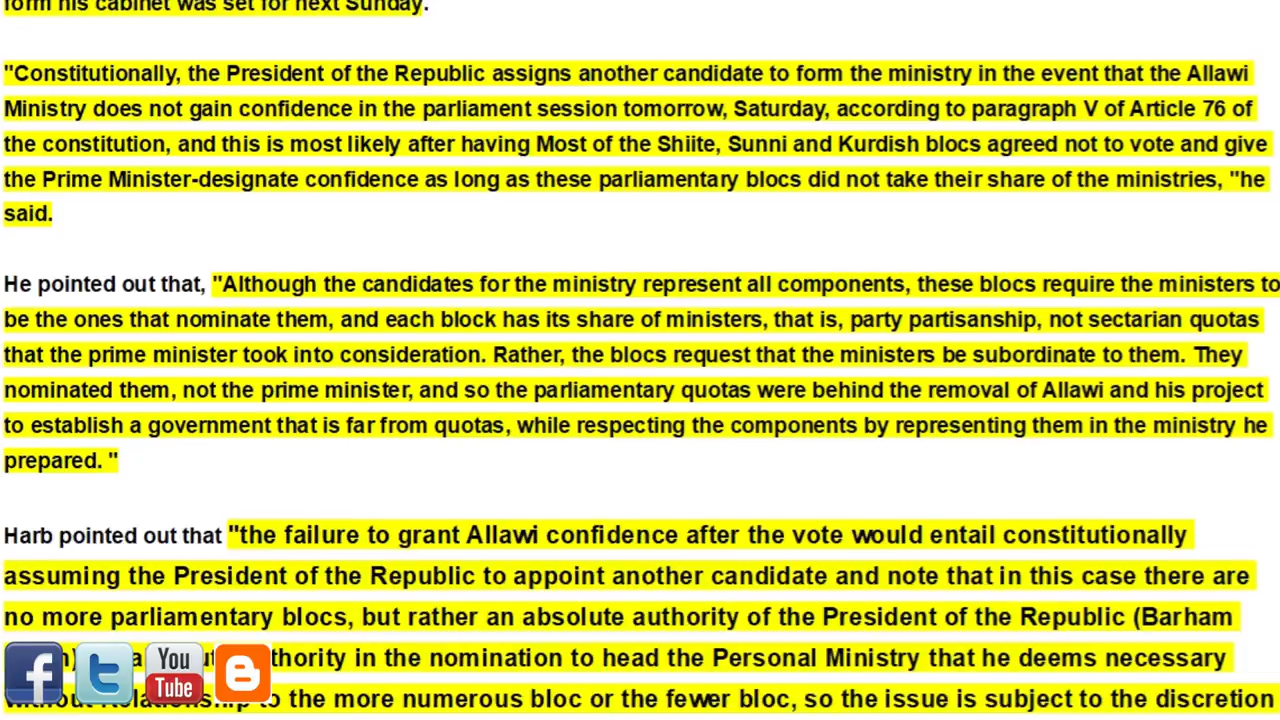 form his cabinet was set for next Sunday.
"Constitutionally, the President of the Republic assigns another candidate to form the ministry in the event that the Allawi
Ministry does not gain confidence in the parliament session tomorrow, Saturday, according to paragraph V of Article 76 of
the constitution, and this is most likely after having Most of the Shiite, Sunni and Kurdish blocs agreed not to vote and give
the Prime Minister-designate confidence as long as these parliamentary blocs did not take their share of the ministries, "he
said.
He pointed out that, "Although the candidates for the ministry represent all components, these blocs require the ministers to
be the ones that nominate them, and each block has its share of ministers, that is, party partisanship, not sectarian quotas
that the prime minister took into consideration. Rather, the blocs request that the ministers be subordinate to them. They
nominated them, not the prime minister, and so the parliamentary quotas were behind the removal of Allawi and his project
to establish a government that is far from quotas, while respecting the components by representing them in the ministry he
prepared. "
Harb pointed out that "the failure to grant Allawi confidence after the vote would entail constitutionally
assuming the President of the Republic to appoint another candidate and note that in this case there are
no more parliamentary blocs, but rather an absolute authority of the President of the Republic (Barham
in the nomination to head the Personal Ministry that he deems necessary
to the more numerous bloc or the fewer bloc, so the issue is subject to the discretion
You
Tube